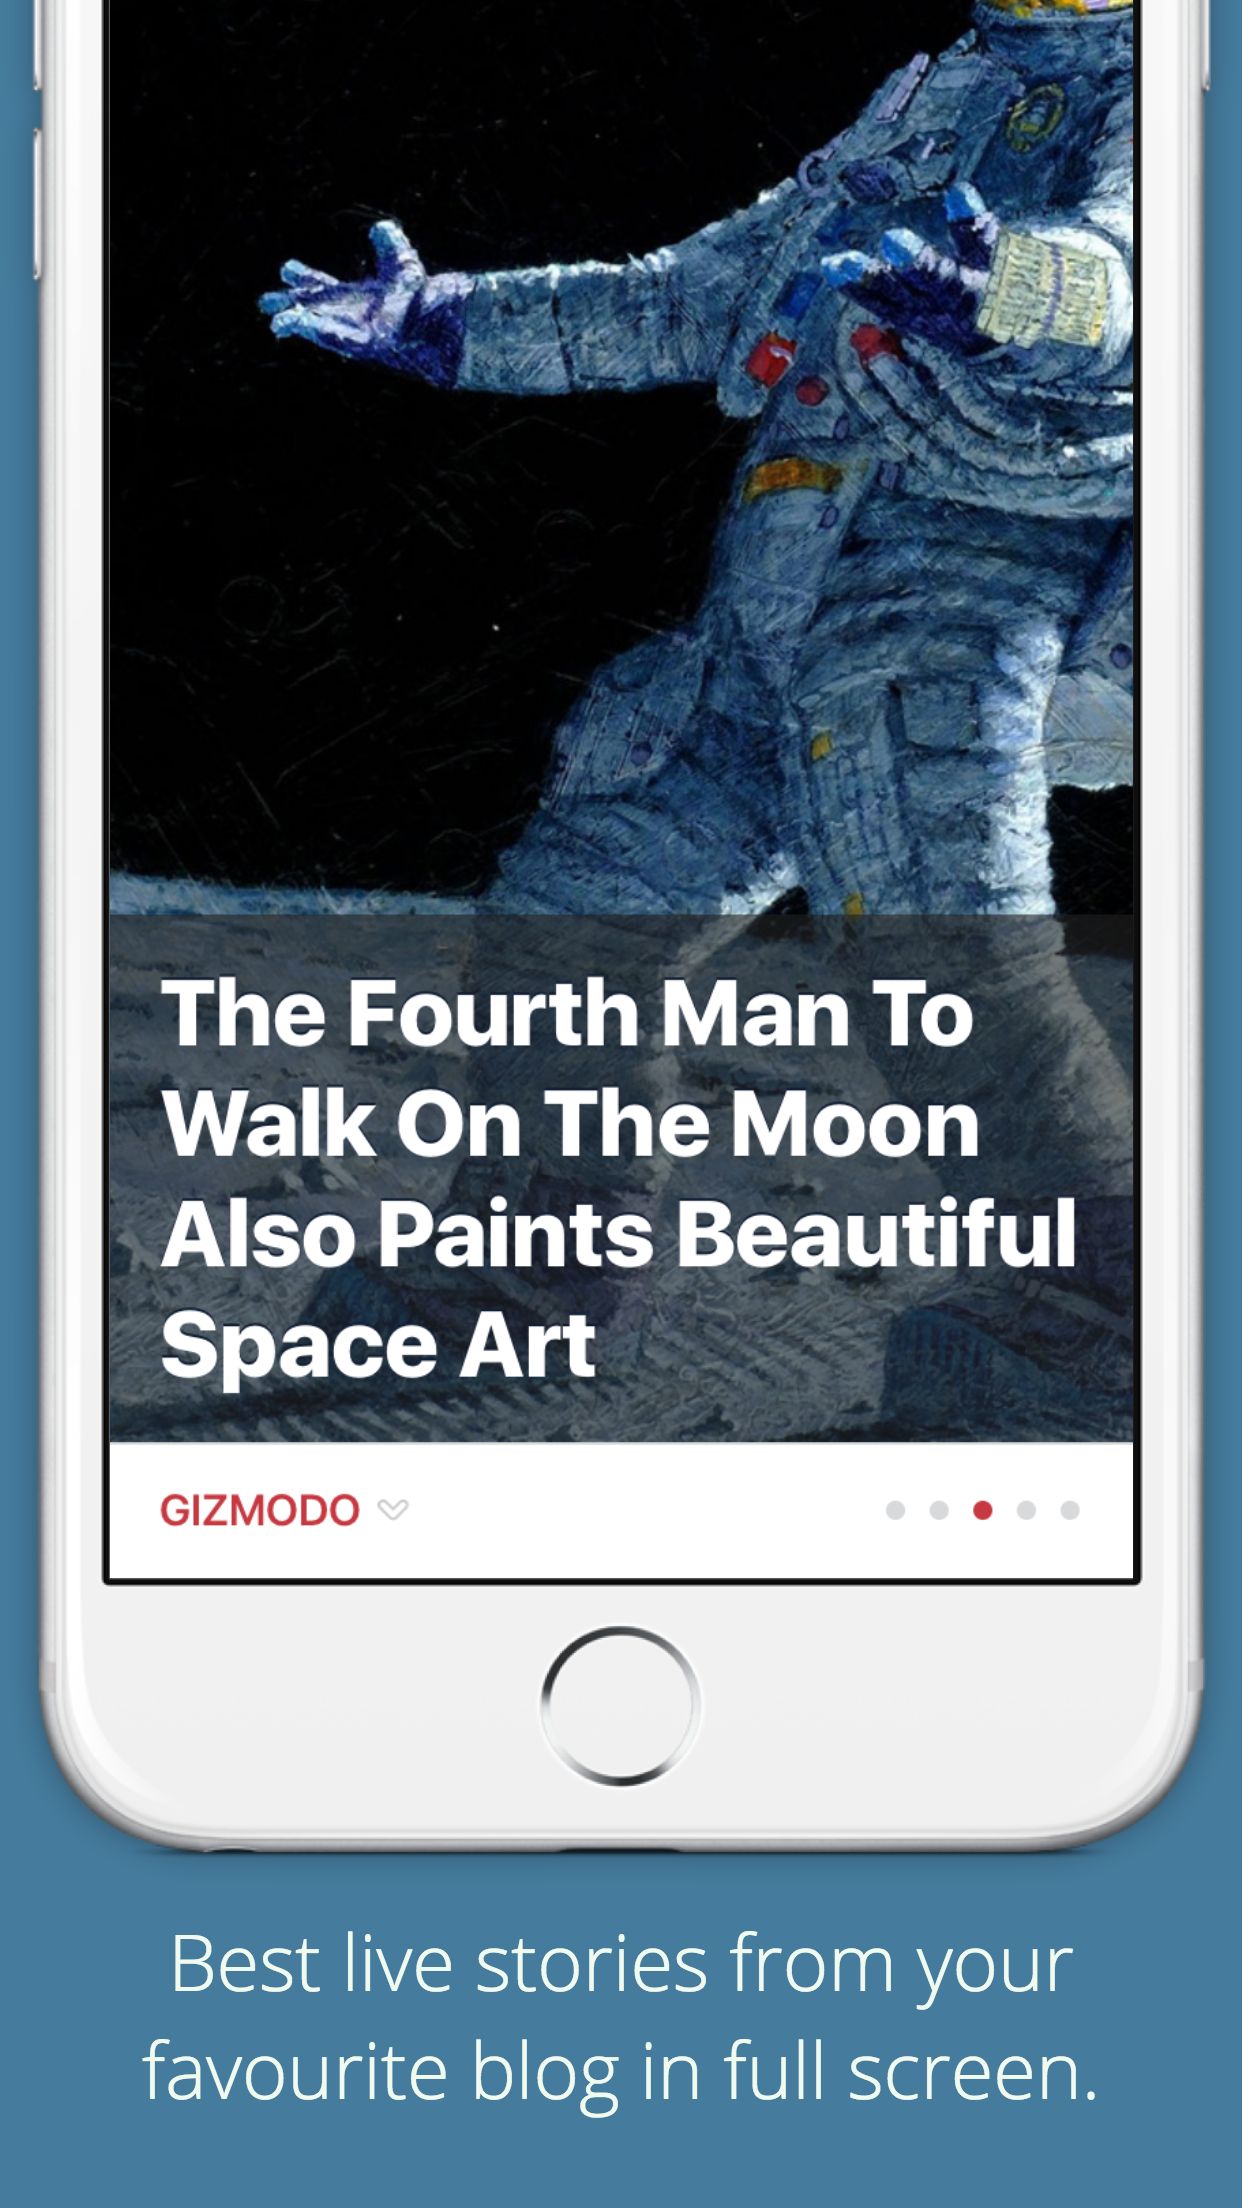 The Fourth Man To
Walk On The Moon
Also Paints Beautiful
Space Art
GIZMODO
Best live stories from your
favourite blog in full screen.